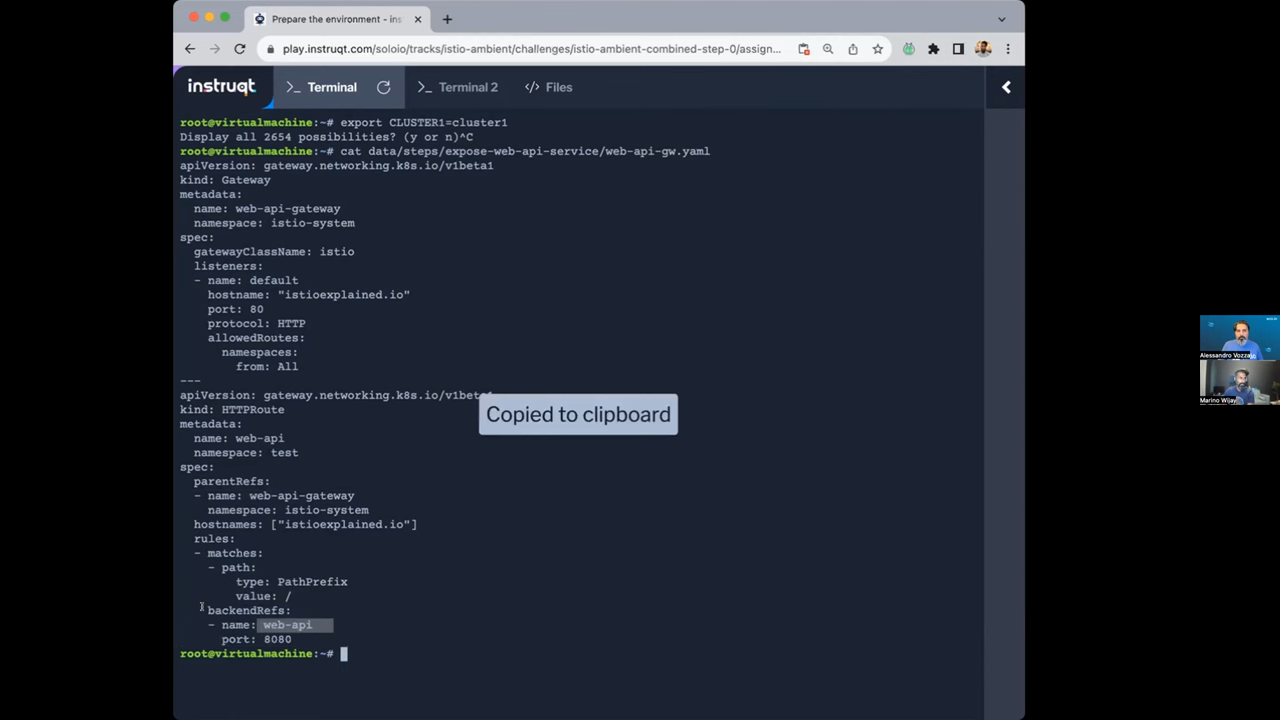 Prepare the environment - ins
play.instruqt.com/soloio/tracks/istio-ambient/challenges/istio-ambient-combined-step-0/assign...
instruqt
>_ Terminal
>_ Terminal 2
</> Files
root@virtualmachine:~# export CLUSTER1=cluster1
Display all 2654 possibilities? (y or n)^C
root@virtualmachine:~# cat data/steps/expose-web-api-service/web-api-gw.yaml
apiVersion: gateway.networking.k8s.io/v1beta1
kind: Gateway
metadata:
  name: web-api-gateway
  namespace: istio-system
spec:
  gatewayClassName: istio
  listeners:
  - name: default
    hostname: "istioexplained.io"
    port: 80
    protocol: HTTP
    allowedRoutes:
      namespaces:
        from: All
---
apiVersion: gateway.networking.k8s.io/v1beta1
kind: HTTPRoute
metadata:
  name: web-api
  namespace: test
spec:
  parentRefs:
  - name: web-api-gateway
    namespace: istio-system
  hostnames: ["istioexplained.io"]
  rules:
  - matches:
    - path:
        type: PathPrefix
        value: /
    backendRefs:
    - name: web-api
      port: 8080
root@virtualmachine:~#
Copied to clipboard
Alessandro Vozza
Marino Wijay